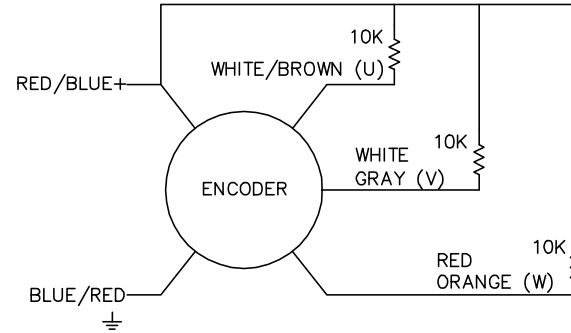 10K
WHITE/BROWN (U)
RED/BLUE+
10K
WHITE
GRAY (V)
ENCODER
10K
RED
ORANGE (W)
BLUE/RED-